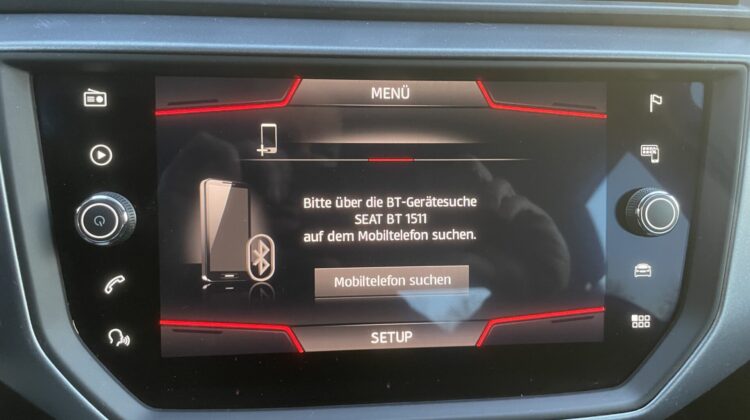 MENÜ
Bitte über die BT-Gerätesuche
SEAT BT 1511
auf dem Mobiltelefon suchen.
Mobiltelefon suchen
SETUP